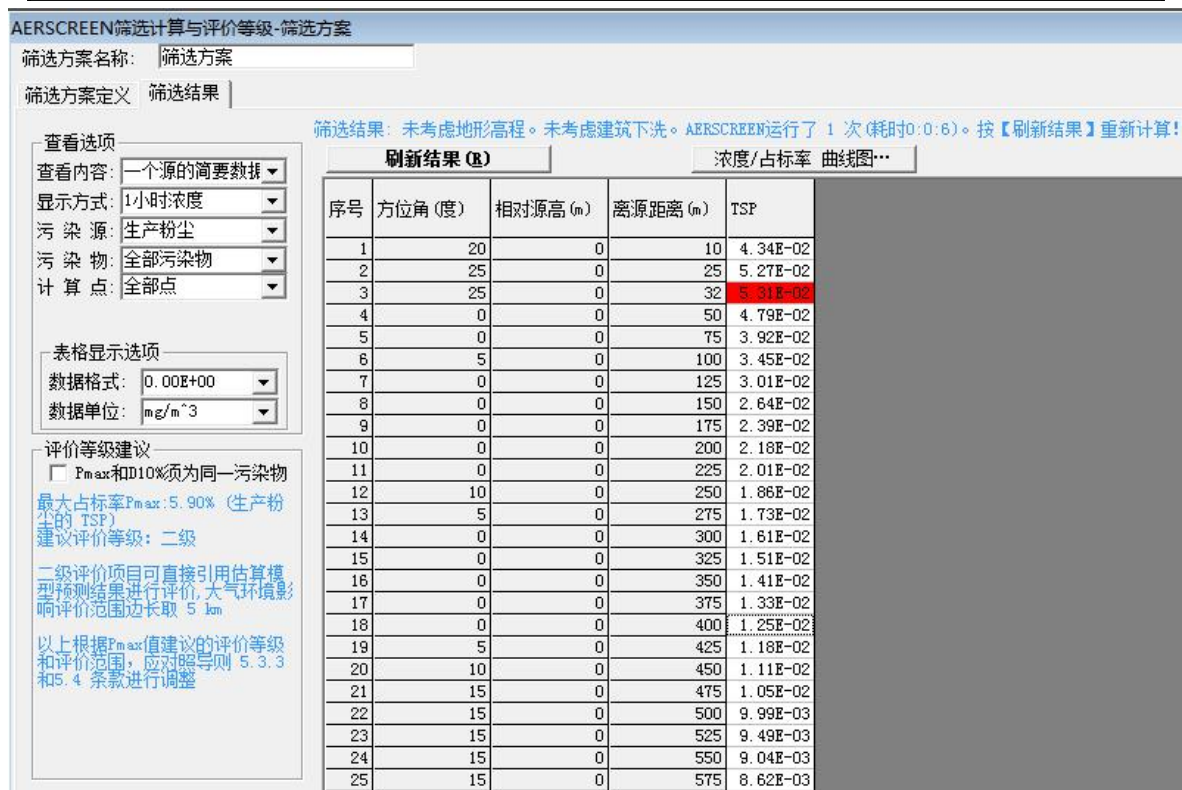 AERSCREEN筛选计算与评价等级-筛选方案
筛选方案名称: 筛选方案
筛选方案定义 筛选结果
筛选结果: 未考虑地形高程。未考虑建筑下洗。AERSCREEN运行了 1 次(耗时0:0:6)。按【刷新结果】重新计算!
查看选项
查看内容: 一个源的简要数据
显示方式: 1小时浓度
污 染 源: 生产粉尘
污 染 物: 全部污染物
计 算 点: 全部点
表格显示选项
数据格式: 0.00E+00
数据单位: mg/m^3
评价等级建议
Pmax和D10%须为同一污染物
最大占标率Pmax:5.90% (生产粉
尘的 TSP)
建议评价等级: 二级
二级评价项目可直接引用估算模
型预测结果进行评价,大气环境影
响评价范围边长取 5 km
以上根据Pmax值建议的评价等级
和评价范围,应对照导则 5.3.3
和5.4 条款进行调整
刷新结果(R) 浓度/占标率 曲线图…
序号 方位角(度) 相对源高(m) 离源距离(m) TSP
1 20 0 10 4.34E-02
2 25 0 25 5.27E-02
3 25 0 32 5.31E-02
4 0 0 50 4.79E-02
5 0 0 75 3.92E-02
6 5 0 100 3.45E-02
7 0 0 125 3.01E-02
8 0 0 150 2.64E-02
9 0 0 175 2.39E-02
10 0 0 200 2.18E-02
11 0 0 225 2.01E-02
12 10 0 250 1.86E-02
13 5 0 275 1.73E-02
14 0 0 300 1.61E-02
15 0 0 325 1.51E-02
16 0 0 350 1.41E-02
17 0 0 375 1.33E-02
18 0 0 400 1.25E-02
19 5 0 425 1.18E-02
20 10 0 450 1.11E-02
21 15 0 475 1.05E-02
22 15 0 500 9.99E-03
23 15 0 525 9.49E-03
24 15 0 550 9.04E-03
25 15 0 575 8.62E-03